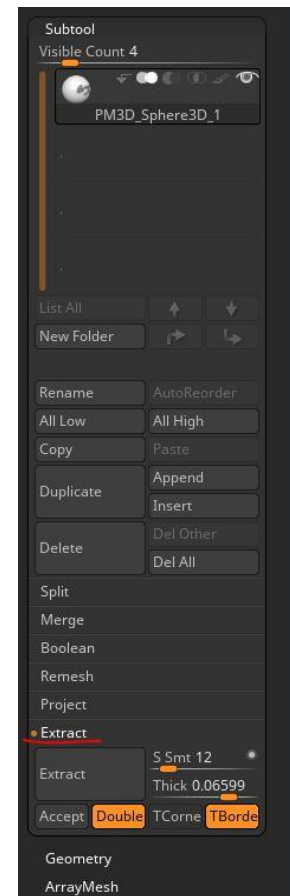 Subtool
Visible Count 4
PM3D_Sphere3D_1
List All
New Folder
Rename AutoReorder
All Low All High
Copy Paste
Duplicate Append
Insert
Delete Del Other
Del All
Split
Merge
Boolean
Remesh
Project
Extract
Extract S Smt 12
Thick 0.06599
Accept Double TCorne TBorde
Geometry
ArrayMesh